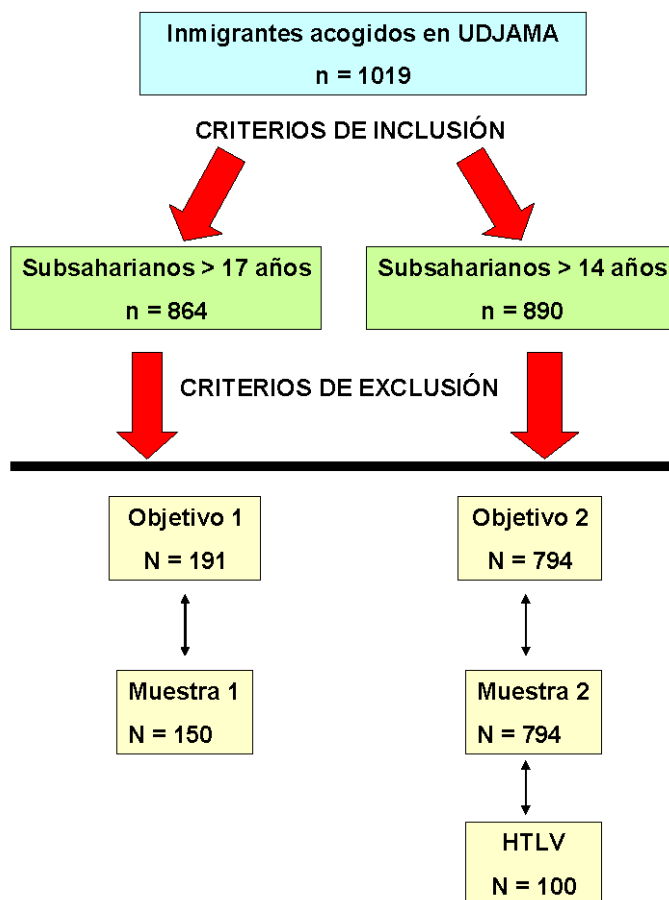 Inmigrantes acogidos en UDJAMA
n = 1019
CRITERIOS DE INCLUSIÓN
Subsaharianos > 17 años
n = 864
Subsaharianos > 14 años
n = 890
CRITERIOS DE EXCLUSIÓN
Objetivo 1
N = 191
Objetivo 2
N = 794
Muestra 1
N = 150
Muestra 2
N = 794
HTLV
N = 100